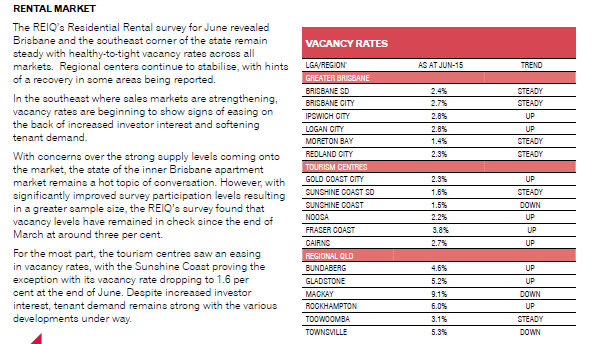 RENTAL MARKET
The REIQ's Residential Rental survey for June revealed
Brisbane and the southeast corner of the state remain
steady with healthy-to-tight vacancy rates across all
markets. Regional centers continue to stabilise, with hints
of a recovery in some areas being reported.
In the southeast where sales markets are strengthening,
vacancy rates are beginning to show signs of easing on
the back of increased investor interest and softening
tenant demand.
With concerns over the strong supply levels coming onto
the market, the state of the inner Brisbane apartment
market remains a hot topic of conversation. However, with
significantly improved survey participation levels resulting
in a greater sample size, the REIQ's survey found that
vacancy levels have remained in check since the end of
March at around three per cent.
For the most part, the tourism centres saw an easing
in vacancy rates, with the Sunshine Coast proving the
exception with its vacancy rate dropping to 1.6 per
cent at the end of June. Despite increased investor
interest, tenant demand remains strong with the various
developments under way.
VACANCY RATES
LGA/REGION* AS AT JUN-15 TREND
GREATER BRISBANE
BRISBANE SD 2.4% STEADY
BRISBANE CITY 2.7% STEADY
IPSWICH CITY 2.8% UP
LOGAN CITY 2.8% UP
MORETON BAY 1.4% STEADY
REDLAND CITY 2.3% STEADY
TOURISM CENTRES
GOLD COAST CITY 2.3% UP
SUNSHINE COAST SD 1.6% STEADY
SUNSHINE COAST 1.5% DOWN
NOOSA 2.2% UP
FRASER COAST 3.8% UP
CAIRNS 2.7% UP
REGIONAL QLD
BUNDABERG 4.6% UP
GLADSTONE 5.2% UP
MACKAY 9.1% DOWN
ROCKHAMPTON 6.0% UP
TOOWOOMBA 3.1% STEADY
TOWNSVILLE 5.3% DOWN